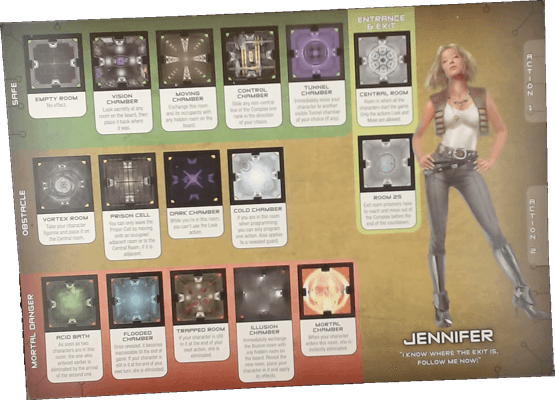 SAFE
EMPTY ROOM
No effect.
VISION
CHAMBER
Look secretly at any
room on the board, then
place it back where
it was.
MOVING
CHAMBER
Exchange this room
and its occupants with
any hidden room on the
board.
CONTROL
CHAMBER
Slide any non-central
row of the Complex one
tunnel CHAMBER
TUNNEL
CHAMBER
Immediately move your
character to another
visible Tunnel chamber
of your choice (if any).
ENTRANCE
& EXIT
CENTRAL ROOM
Room in which all the
characters start the game.
Only the actions Look and
Move are allowed.
ROOM 25
Exit room prisoners have
to reach and move out of
the Complex before the
end of the countdown.
ACTION 1
ACTION 2
OBSTACLE
VORTEX ROOM
Take your character
figurine and place it on
the Central room.
PRISON CELL
You can only leave the
Prison Cell by moving
onto an occupied
adjacent room or to the
Central Room, if it is
adjacent.
DARK CHAMBER
While you're in this room,
you can't use the Look
action.
COLD CHAMBER
If you are in this room
when programming,
you can only program
one action. Also applies
to a revealed guard.
MORTAL DANGER
ACID BATH
As soon as two
characters are in this
room, the one who
entered earlier is
eliminated by the arrival
of the second one.
FLOODED
CHAMBER
Once revealed, it becomes
inaccessible till the end of
game. If your character is
still in it at the end of your
next turn, she is eliminated.
TRAPPED ROOM
If your character is still
in it at the end of your
next action, she is
eliminated.
ILLUSION
CHAMBER
Immediately exchange
the Illusion room with
any hidden room on
the board. Reveal the
new room, place your
character in it and apply
its effects.
MORTAL
CHAMBER
When your character
enters this room, she is
instantly eliminated.
JENNIFER
"I KNOW WHERE THE EXIT IS.
FOLLOW ME NOW!"